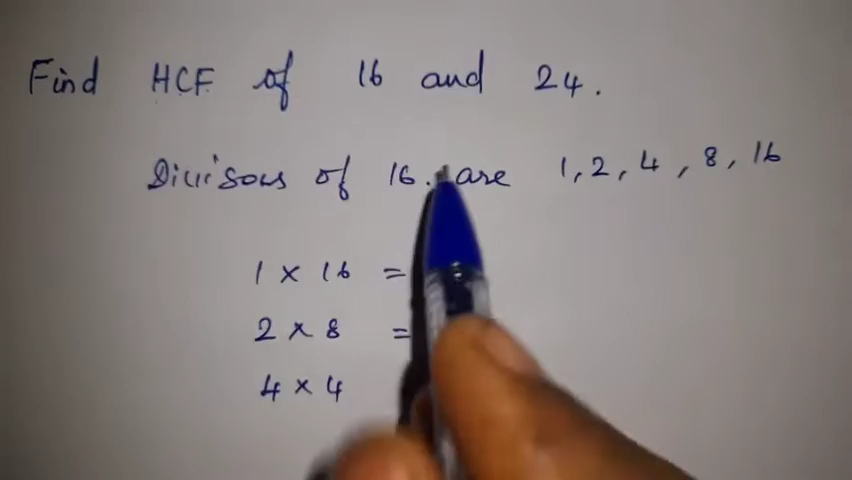 Find HCF of 16 and 24.
Divisors of 16. are 1, 2, 4, 8, 16
1 × 16 =
2 × 8 =
4 × 4